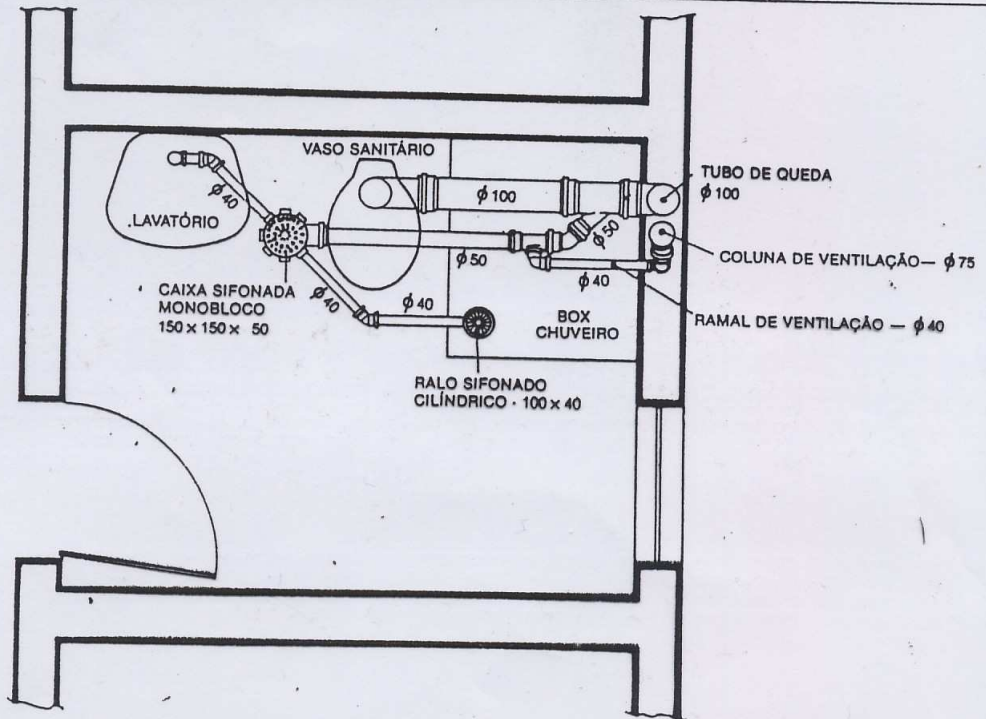 VASO SANITÁRIO
TUBO DE QUEDA
ϕ 100
ϕ 100
ϕ 40
LAVATÓRIO
ϕ 50
ϕ 50
COLUNA DE VENTILAÇÃO— ϕ 75
CAIXA SIFONADA
MONOBLOCO
150 x 150 x 50
ϕ 40
ϕ 40
ϕ 40
BOX
CHUVEIRO
RAMAL DE VENTILAÇÃO — ϕ 40
RALO SIFONADO
CILÍNDRICO · 100 x 40